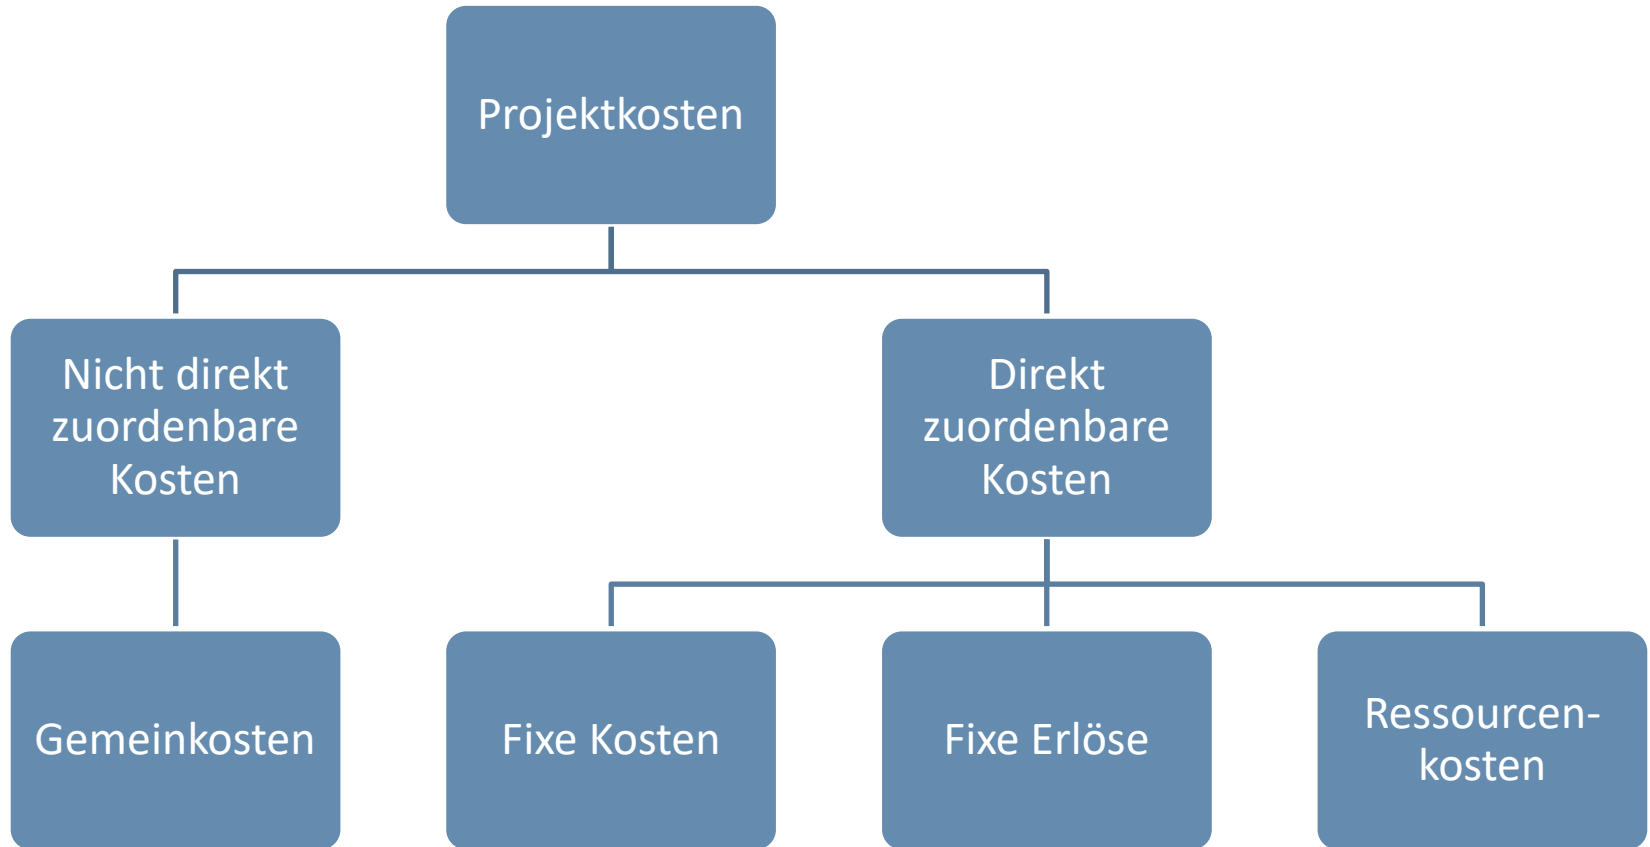 Projektkosten
Nicht direkt
zuordenbare
Kosten
Direkt
zuordenbare
Kosten
Gemeinkosten
Fixe Kosten
Fixe Erlöse
Ressourcen-
kosten